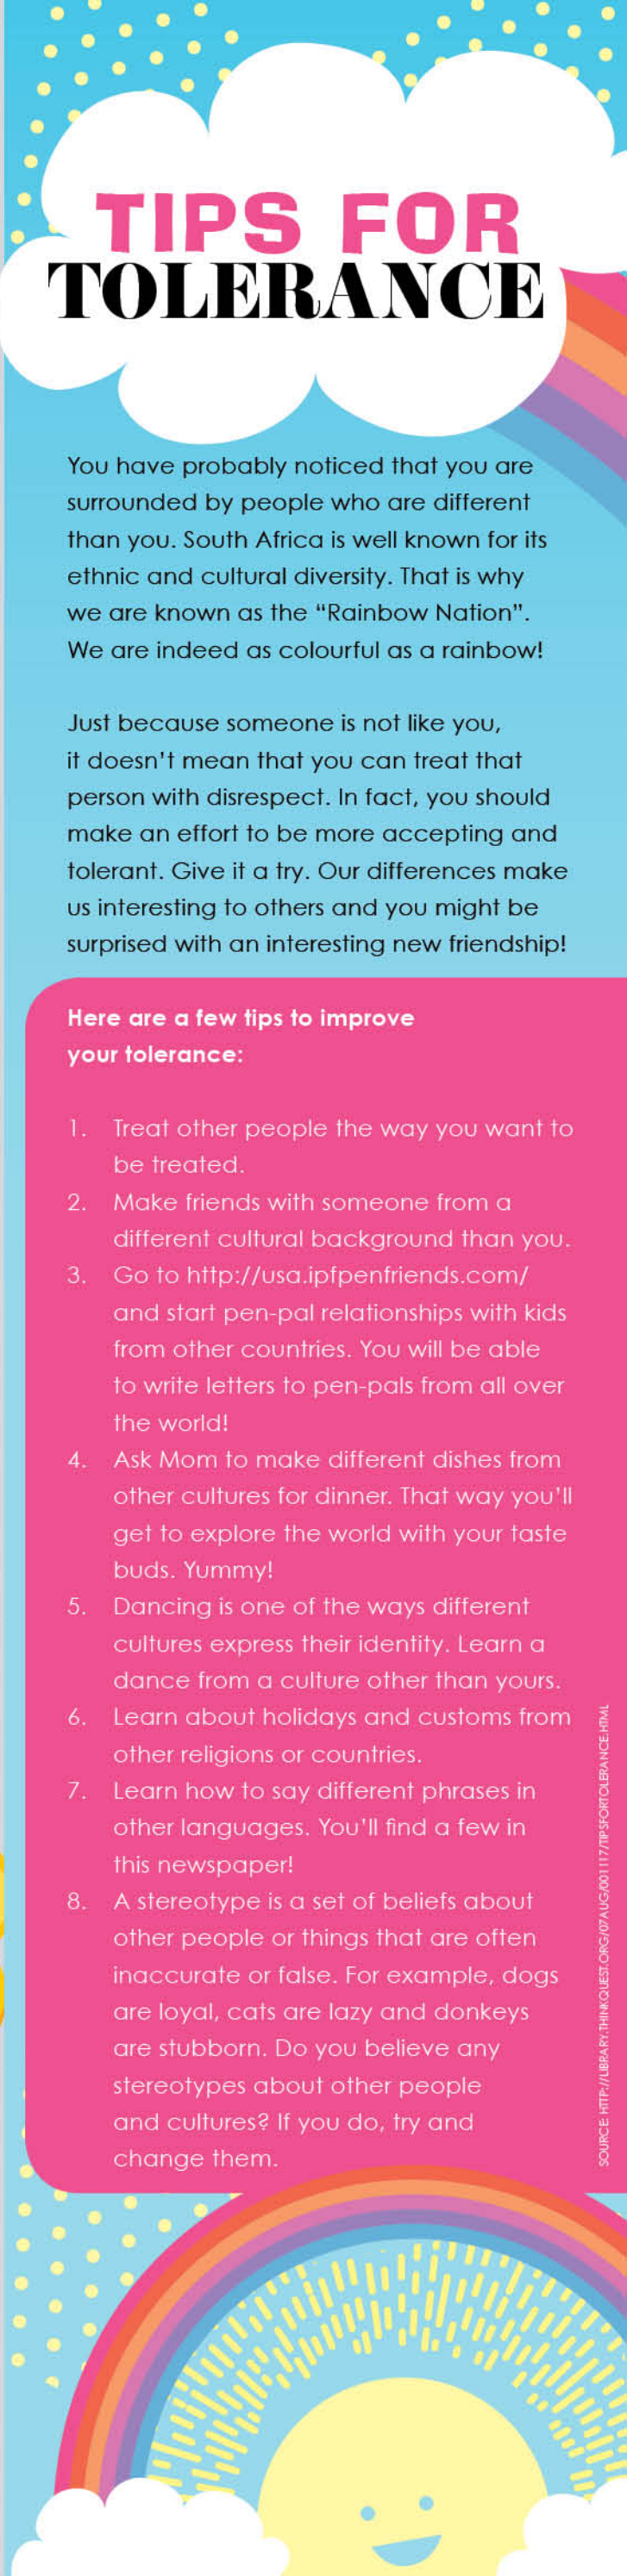 TIPS FOR
TOLERANCE
You have probably noticed that you are
surrounded by people who are different
than you. South Africa is well known for its
ethnic and cultural diversity. That is why
we are known as the “Rainbow Nation”.
We are indeed as colourful as a rainbow!
Just because someone is not like you,
it doesn’t mean that you can treat that
person with disrespect. In fact, you should
make an effort to be more accepting and
tolerant. Give it a try. Our differences make
us interesting to others and you might be
surprised with an interesting new friendship!
Here are a few tips to improve
your tolerance:
1. Treat other people the way you want to
be treated.
2. Make friends with someone from a
different cultural background than you.
3. Go to http://usa.ipfpenfriends.com/
and start pen-pal relationships with kids
from other countries. You will be able
to write letters to pen-pals from all over
the world!
4. Ask Mom to make different dishes from
other cultures for dinner. That way you’ll
get to explore the world with your taste
buds. Yummy!
5. Dancing is one of the ways different
cultures express their identity. Learn a
dance from a culture other than yours.
6. Learn about holidays and customs from
other religions or countries.
7. Learn how to say different phrases in
other languages. You’ll find a few in
this newspaper!
8. A stereotype is a set of beliefs about
other people or things that are often
inaccurate or false. For example, dogs
are loyal, cats are lazy and donkeys
are stubborn. Do you believe any
stereotypes about other people
and cultures? If you do, try and
change them.
SOURCE: HTTP://LIBRARY.THINKQUEST.ORG/07AUG/001117/TIPSFORTOLERANCE.HTML